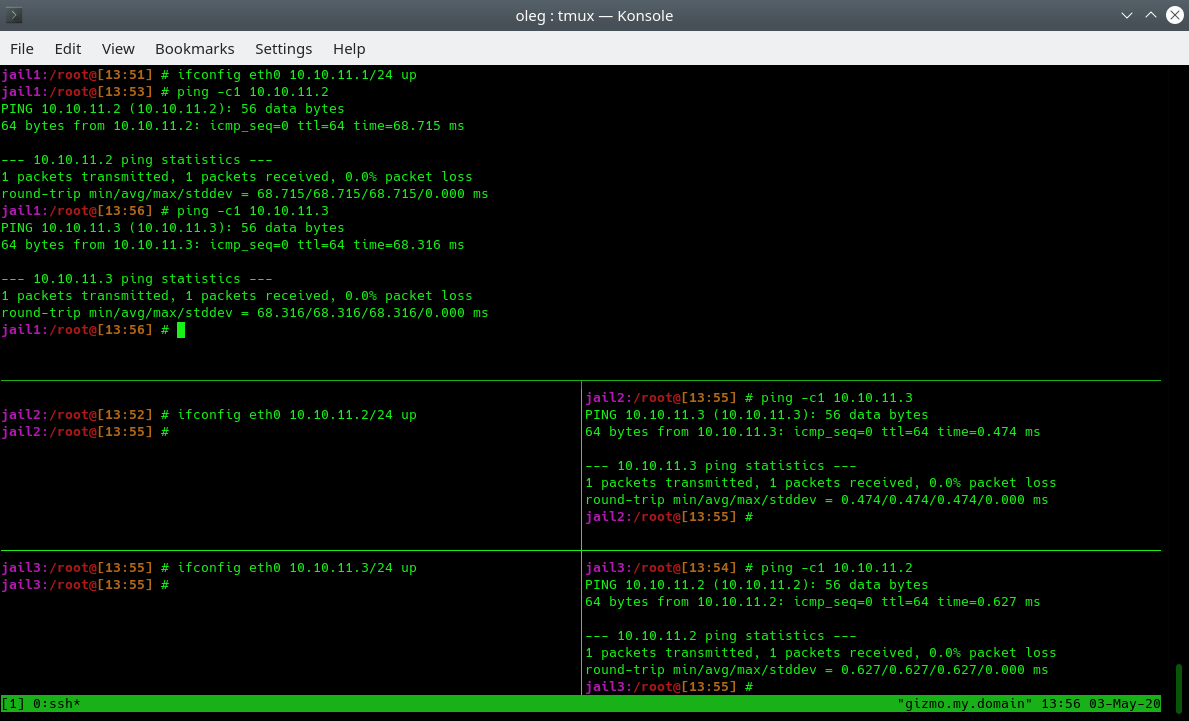 oleg : tmux — Konsole
File Edit View Bookmarks Settings Help
jail1:/root@[13:51] # ifconfig eth0 10.10.11.1/24 up
jail1:/root@[13:53] # ping -c1 10.10.11.2
PING 10.10.11.2 (10.10.11.2): 56 data bytes
64 bytes from 10.10.11.2: icmp_seq=0 ttl=64 time=68.715 ms
--- 10.10.11.2 ping statistics ---
1 packets transmitted, 1 packets received, 0.0% packet loss
round-trip min/avg/max/stddev = 68.715/68.715/68.715/0.000 ms
jail1:/root@[13:56] # ping -c1 10.10.11.3
PING 10.10.11.3 (10.10.11.3): 56 data bytes
64 bytes from 10.10.11.3: icmp_seq=0 ttl=64 time=68.316 ms
--- 10.10.11.3 ping statistics ---
1 packets transmitted, 1 packets received, 0.0% packet loss
round-trip min/avg/max/stddev = 68.316/68.316/68.316/0.000 ms
jail1:/root@[13:56] #
jail2:/root@[13:52] # ifconfig eth0 10.10.11.2/24 up
jail2:/root@[13:55] #
jail2:/root@[13:55] # ping -c1 10.10.11.3
PING 10.10.11.3 (10.10.11.3): 56 data bytes
64 bytes from 10.10.11.3: icmp_seq=0 ttl=64 time=0.474 ms
--- 10.10.11.3 ping statistics ---
1 packets transmitted, 1 packets received, 0.0% packet loss
round-trip min/avg/max/stddev = 0.474/0.474/0.474/0.000 ms
jail2:/root@[13:55] #
jail3:/root@[13:55] # ifconfig eth0 10.10.11.3/24 up
jail3:/root@[13:55] #
jail3:/root@[13:54] # ping -c1 10.10.11.2
PING 10.10.11.2 (10.10.11.2): 56 data bytes
64 bytes from 10.10.11.2: icmp_seq=0 ttl=64 time=0.627 ms
--- 10.10.11.2 ping statistics ---
1 packets transmitted, 1 packets received, 0.0% packet loss
round-trip min/avg/max/stddev = 0.627/0.627/0.627/0.000 ms
jail3:/root@[13:55] #
[1] 0:ssh* "gizmo.my.domain" 13:56 03-May-20